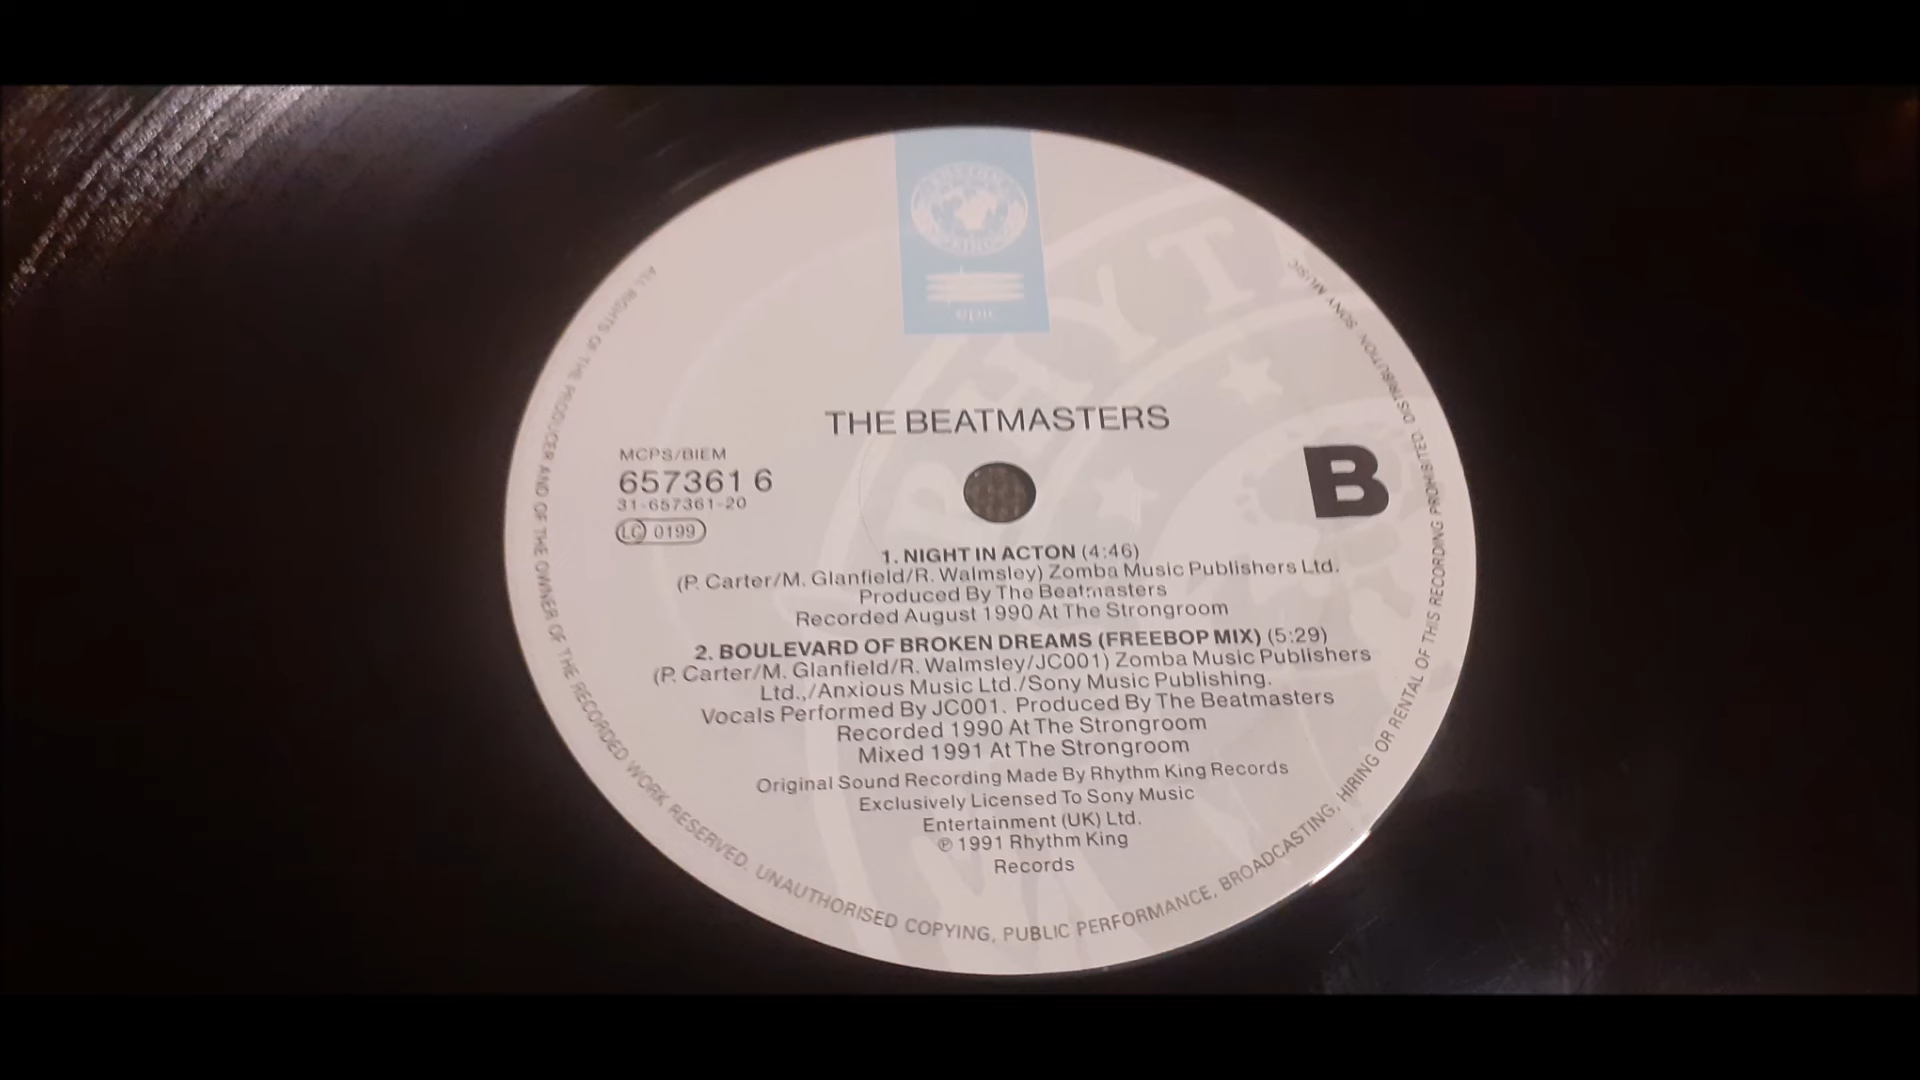 RHYTHM
KING
epic
RHYT
THE BEATMASTERS
MCPS/BIEM
657361 6
31-657361-20
LC 0199
B
1. NIGHT IN ACTON (4:46)
(P. Carter/M. Glanfield/R. Walmsley) Zomba Music Publishers Ltd.
Produced By The Beatmasters
Recorded August 1990 At The Strongroom
2. BOULEVARD OF BROKEN DREAMS (FREEBOP MIX) (5:29)
(P. Carter/M. Glanfield/R. Walmsley/JC001) Zomba Music Publishers
Ltd.,/Anxious Music Ltd./Sony Music Publishing.
Vocals Performed By JC001. Produced By The Beatmasters
Recorded 1990 At The Strongroom
Mixed 1991 At The Strongroom
Original Sound Recording Made By Rhythm King Records
Exclusively Licensed To Sony Music
Entertainment (UK) Ltd.
℗ 1991 Rhythm King
Records
ALL RIGHTS OF THE PRODUCER AND OF THE OWNER OF THE RECORDED WORK RESERVED. UNAUTHORISED COPYING, PUBLIC PERFORMANCE, BROADCASTING, HIRING OR RENTAL OF THIS RECORDING PROHIBITED. DISTRIBUTION: SONY MUSIC